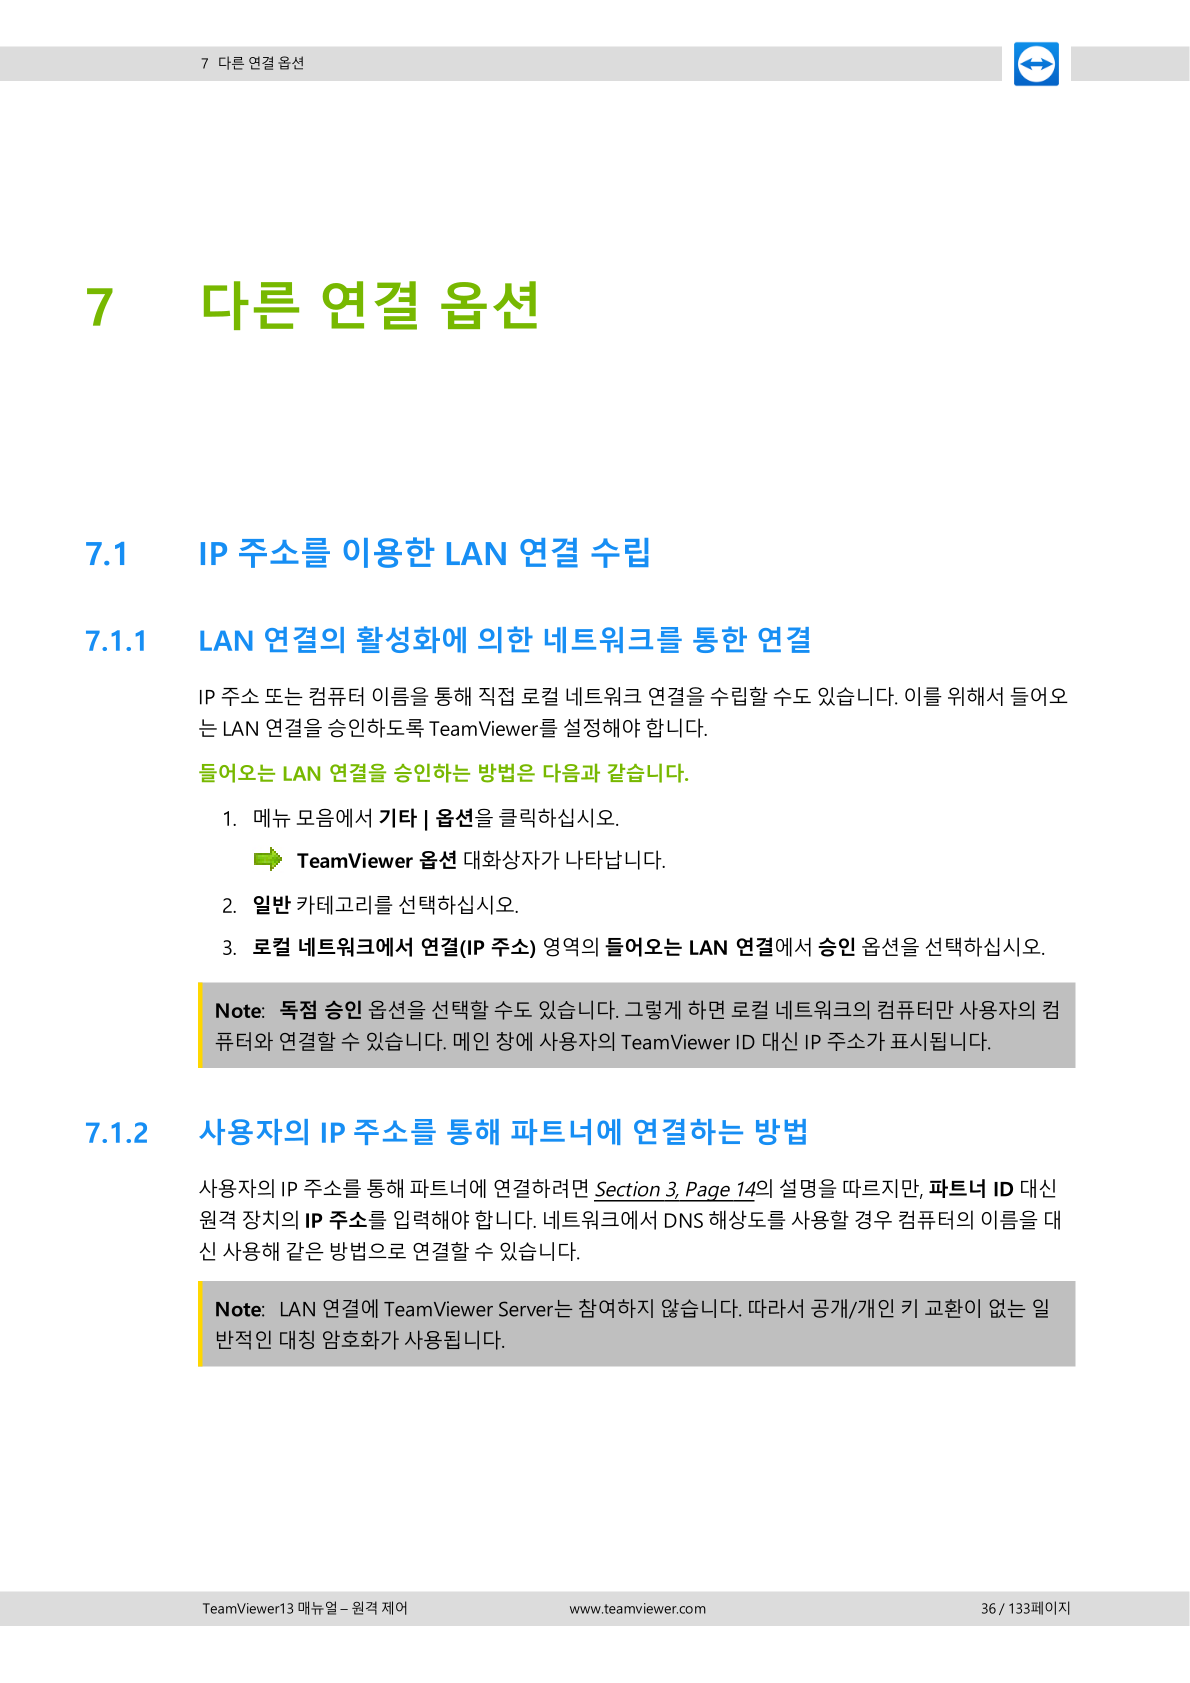 7 다른 연결 옵션
7 다른 연결 옵션
7.1 IP 주소를 이용한 LAN 연결 수립
7.1.1 LAN 연결의 활성화에 의한 네트워크를 통한 연결
IP 주소 또는 컴퓨터 이름을 통해 직접 로컬 네트워크 연결을 수립할 수도 있습니다. 이를 위해서 들어오
는 LAN 연결을 승인하도록 TeamViewer를 설정해야 합니다.
들어오는 LAN 연결을 승인하는 방법은 다음과 같습니다.
1. 메뉴 모음에서 기타 | 옵션을 클릭하십시오.
TeamViewer 옵션 대화상자가 나타납니다.
2. 일반 카테고리를 선택하십시오.
3. 로컬 네트워크에서 연결(IP 주소) 영역의 들어오는 LAN 연결에서 승인 옵션을 선택하십시오.
Note: 독점 승인 옵션을 선택할 수도 있습니다. 그렇게 하면 로컬 네트워크의 컴퓨터만 사용자의 컴
퓨터와 연결할 수 있습니다. 메인 창에 사용자의 TeamViewer ID 대신 IP 주소가 표시됩니다.
7.1.2 사용자의 IP 주소를 통해 파트너에 연결하는 방법
사용자의 IP 주소를 통해 파트너에 연결하려면 Section 3, Page 14의 설명을 따르지만, 파트너 ID 대신
원격 장치의 IP 주소를 입력해야 합니다. 네트워크에서 DNS 해상도를 사용할 경우 컴퓨터의 이름을 대
신 사용해 같은 방법으로 연결할 수 있습니다.
Note: LAN 연결에 TeamViewer Server는 참여하지 않습니다. 따라서 공개/개인 키 교환이 없는 일
반적인 대칭 암호화가 사용됩니다.
TeamViewer13 매뉴얼 – 원격 제어 www.teamviewer.com 36 / 133페이지